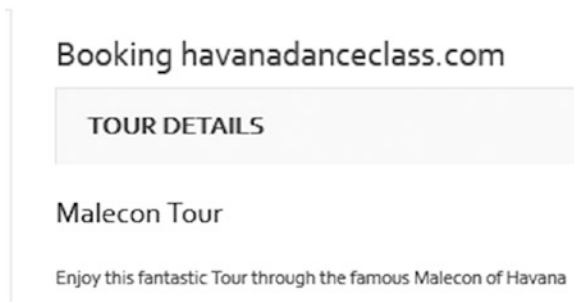 Booking havanadanceclass.com
TOUR DETAILS
Malecon Tour
Enjoy this fantastic Tour through the famous Malecon of Havana